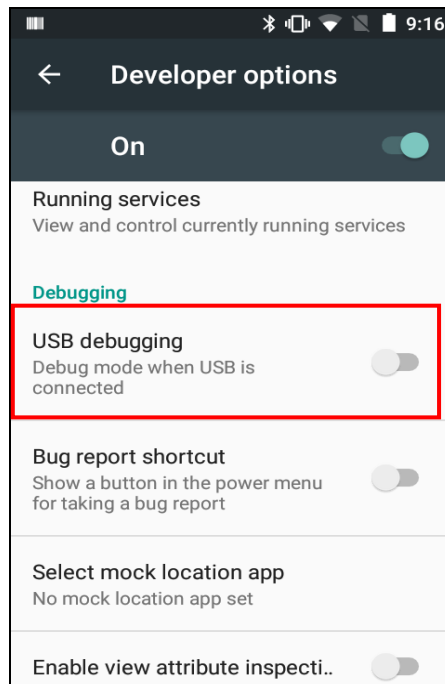 9:16
Developer options
On
Running services
View and control currently running services
Debugging
USB debugging
Debug mode when USB is
connected
Bug report shortcut
Show a button in the power menu
for taking a bug report
Select mock location app
No mock location app set
Enable view attribute inspecti..